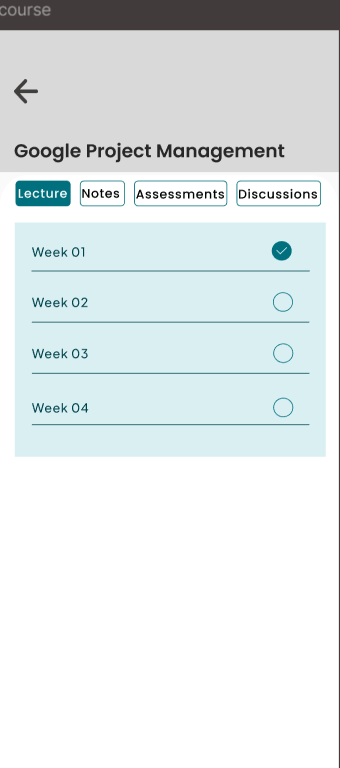 course
Google Project Management
Lecture Notes Assessments Discussions
Week 01
Week 02
Week 03
Week 04